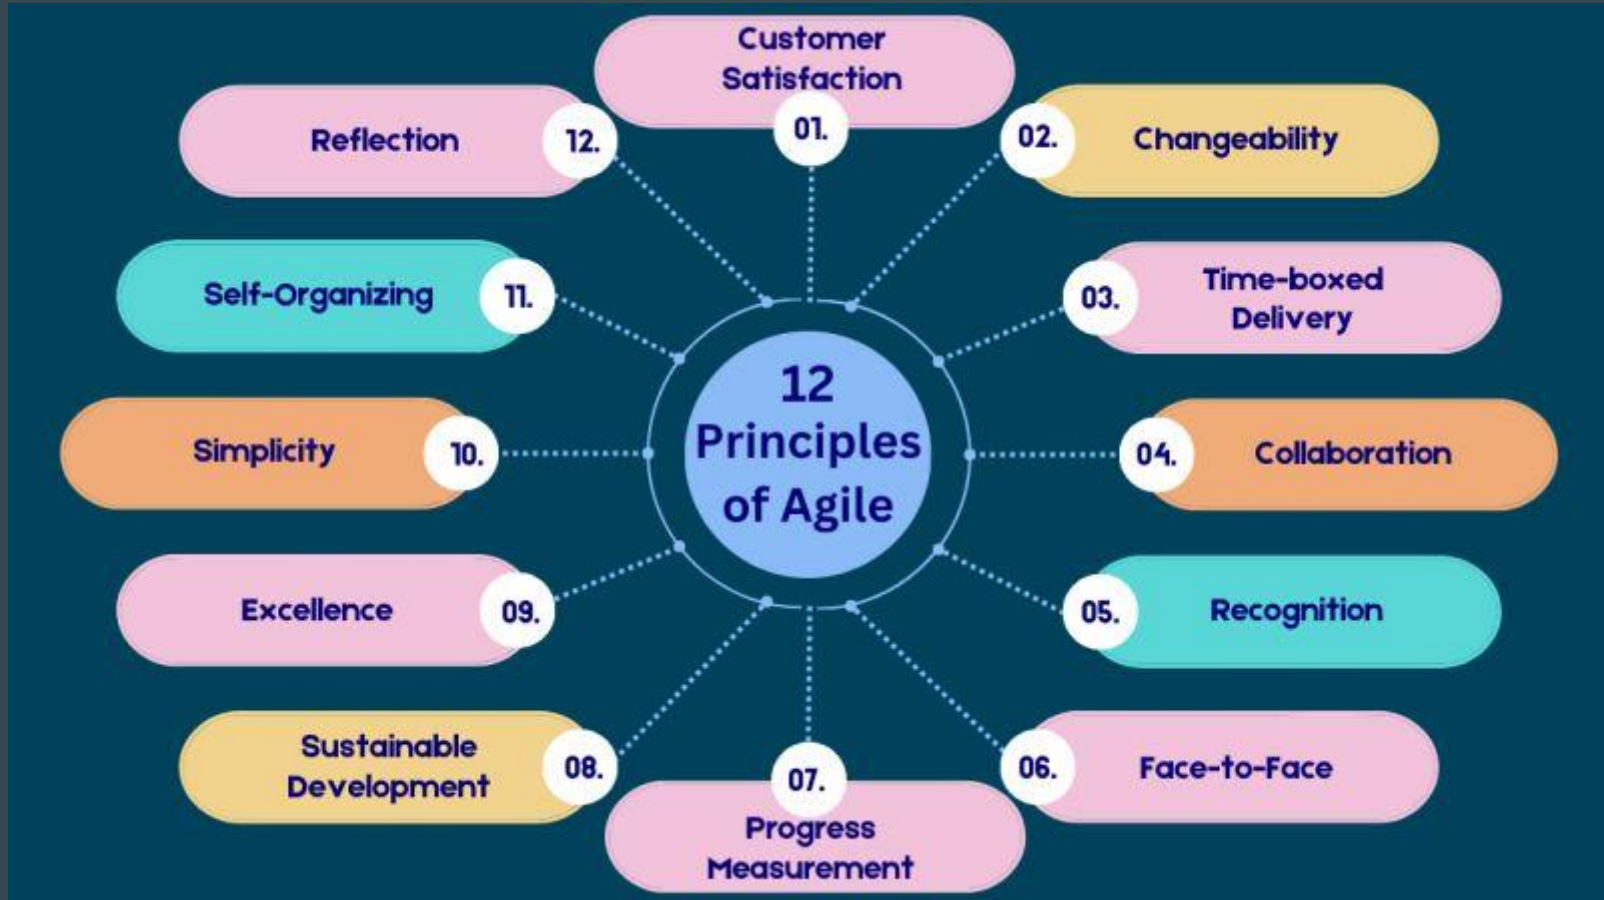 12
Principles
of Agile
Customer
Satisfaction
01.
02.
Changeability
03.
Time-boxed
Delivery
04.
Collaboration
05.
Recognition
06.
Face-to-Face
07.
Progress
Measurement
08.
Sustainable
Development
09.
Excellence
10.
Simplicity
11.
Self-Organizing
12.
Reflection